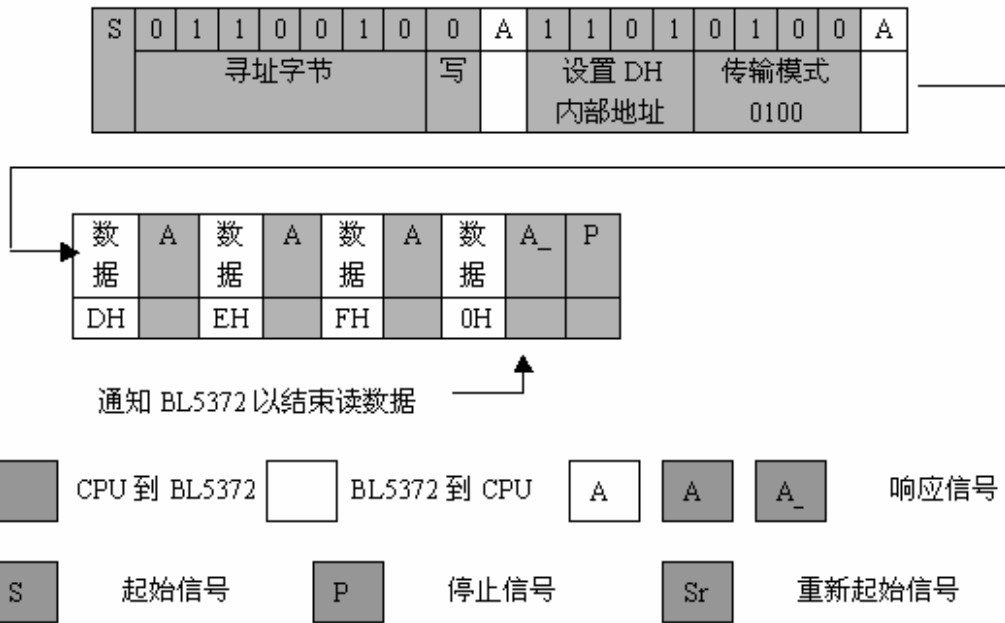 S 0 1 1 0 0 1 0 0 A 1 1 0 1 0 1 0 0 A
寻址字节 写 设置 DH 传输模式
内部地址 0100
数 A 数 A 数 A 数 A_ P
据 据 据 据
DH EH FH 0H
通知 BL5372 以结束读数据
CPU 到 BL5372 BL5372 到 CPU A A A_ 响应信号
S 起始信号 P 停止信号 Sr 重新起始信号